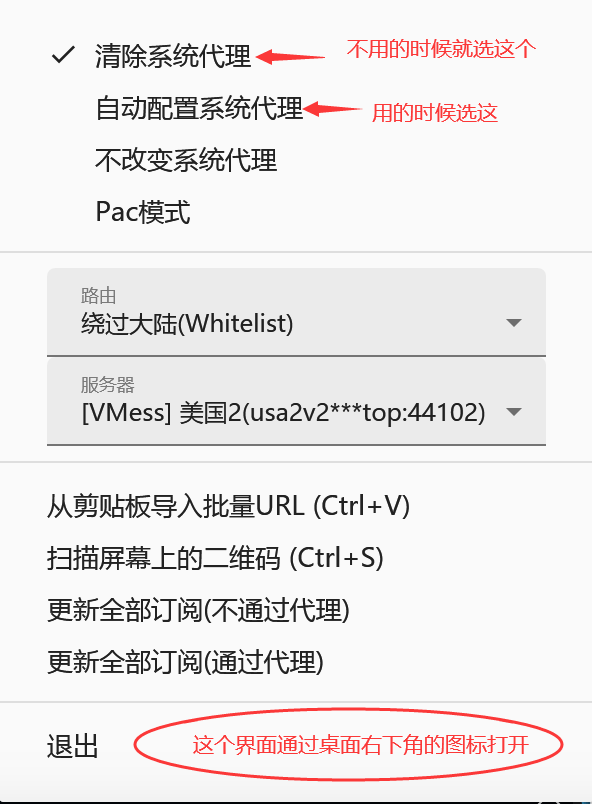 清除系统代理
不用的时候就选这个
自动配置系统代理
用的时候选这
不改变系统代理
Pac模式
路由
绕过大陆(Whitelist)
服务器
[VMess] 美国2(usa2v2***top:44102)
从剪贴板导入批量URL (Ctrl+V)
扫描屏幕上的二维码 (Ctrl+S)
更新全部订阅(不通过代理)
更新全部订阅(通过代理)
退出
这个界面通过桌面右下角的图标打开